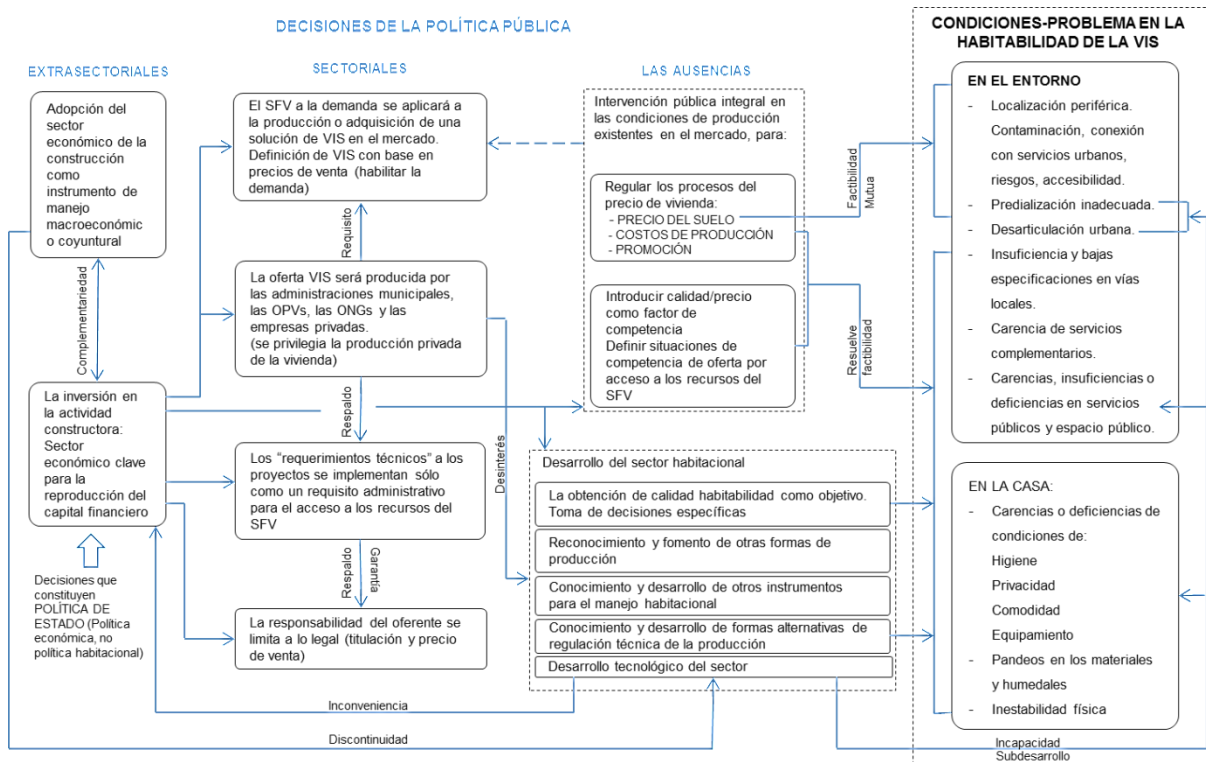 DECISIONES DE LA POLÍTICA PÚBLICA
CONDICIONES-PROBLEMA EN LA
HABITABILIDAD DE LA VIS
EXTRASECTORIALES
SECTORIALES
LAS AUSENCIAS
Adopción del
sector
económico de la
construcción
como
instrumento de
manejo
macroeconómic
o coyuntural
Complementariedad
La inversión en
la actividad
constructora:
Sector
económico clave
para la
reproducción del
capital financiero
Decisiones que
constituyen
POLÍTICA DE
ESTADO (Política
económica, no
política habitacional)
El SFV a la demanda se aplicará a
la producción o adquisición de una
solución de VIS en el mercado.
Definición de VIS con base en
precios de venta (habilitar la
demanda)
Requisito
La oferta VIS será producida por
las administraciones municipales,
las OPVs, las ONGs y las
empresas privadas.
(se privilegia la producción privada
de la vivienda)
Respaldo
Los “requerimientos técnicos” a los
proyectos se implementan sólo
como un requisito administrativo
para el acceso a los recursos del
SFV
Respaldo
Garantía
La responsabilidad del oferente se
limita a lo legal (titulación y precio
de venta)
Desinterés
Intervención pública integral en
las condiciones de producción
existentes en el mercado, para:
Regular los procesos del
precio de vivienda:
- PRECIO DEL SUELO
- COSTOS DE PRODUCCIÓN
- PROMOCIÓN
Introducir calidad/precio
como factor de
competencia
Definir situaciones de
competencia de oferta por
acceso a los recursos del
SFV
Factibilidad
Mutua
Resuelve
factibilidad
Desarrollo del sector habitacional
La obtención de calidad habitabilidad como objetivo.
Toma de decisiones específicas
Reconocimiento y fomento de otras formas de
producción
Conocimiento y desarrollo de otros instrumentos
para el manejo habitacional
Conocimiento y desarrollo de formas alternativas de
regulación técnica de la producción
Desarrollo tecnológico del sector
EN EL ENTORNO
- Localización periférica.
Contaminación, conexión
con servicios urbanos,
riesgos, accesibilidad.
- Predialización inadecuada.
- Desarticulación urbana.
- Insuficiencia y bajas
especificaciones en vías
locales.
- Carencia de servicios
complementarios.
- Carencias, insuficiencias o
deficiencias en servicios
públicos y espacio público.
EN LA CASA:
- Carencias o deficiencias de
condiciones de:
Higiene
Privacidad
Comodidad
Equipamiento
- Pandeos en los materiales
y humedales
- Inestabilidad física
Inconveniencia
Discontinuidad
Incapacidad
Subdesarrollo